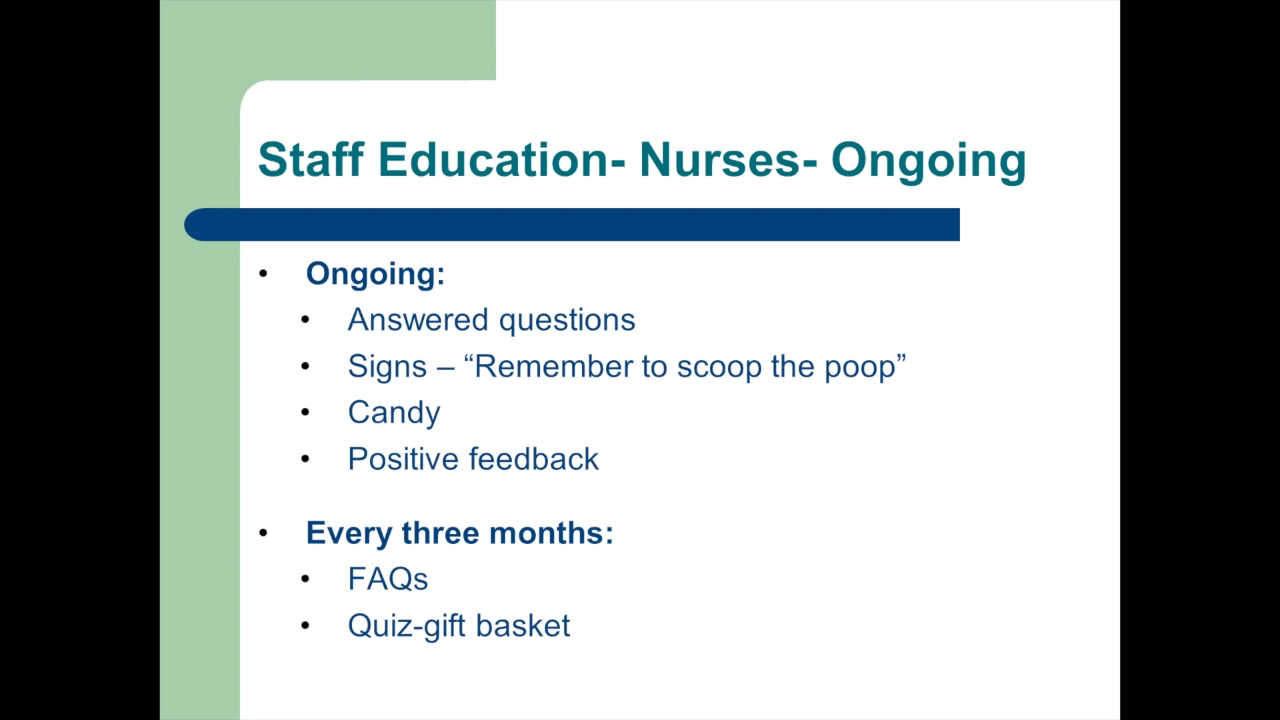 Staff Education- Nurses- Ongoing
• Ongoing:
• Answered questions
• Signs – “Remember to scoop the poop”
• Candy
• Positive feedback
• Every three months:
• FAQs
• Quiz-gift basket